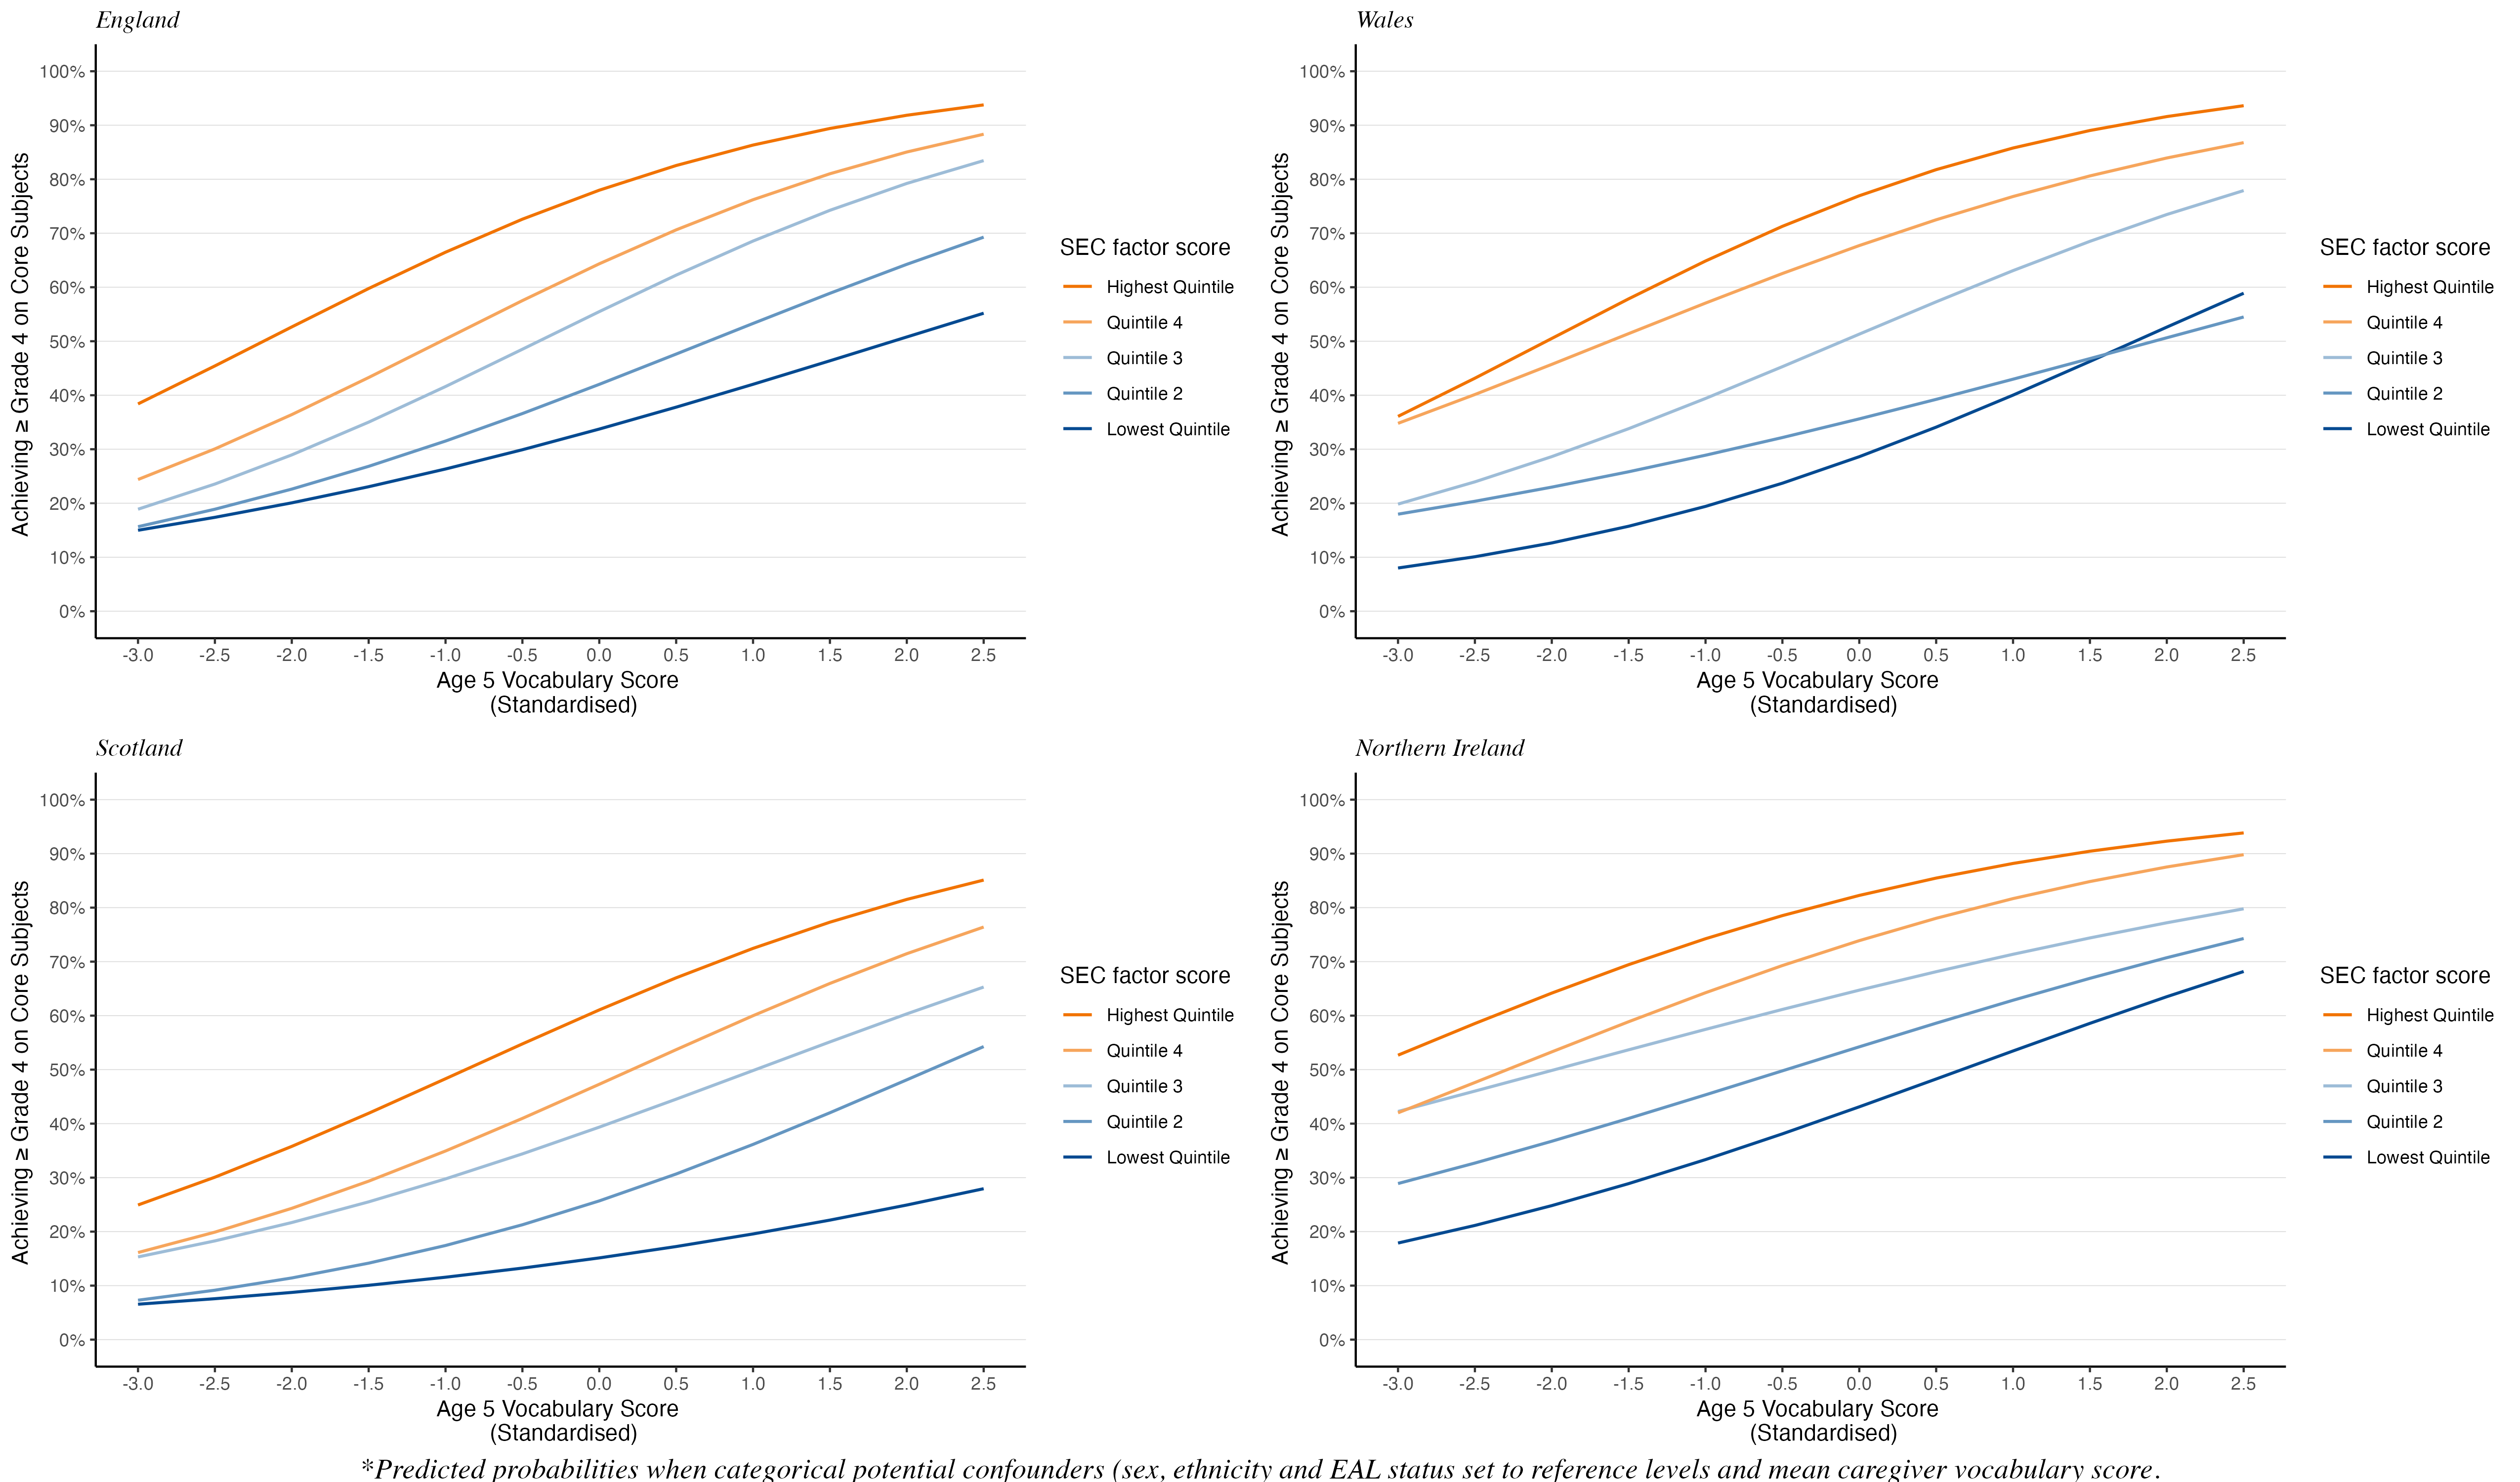 England
Achieving ≥ Grade 4 on Core Subjects
100%
90%
80%
70%
60%
50%
40%
30%
20%
10%
0%
-3.0 -2.5 -2.0 -1.5 -1.0 -0.5 0.0 0.5 1.0 1.5 2.0 2.5
Age 5 Vocabulary Score
(Standardised)
SEC factor score
Highest Quintile
Quintile 4
Quintile 3
Quintile 2
Lowest Quintile
Wales
Achieving ≥ Grade 4 on Core Subjects
100%
90%
80%
70%
60%
50%
40%
30%
20%
10%
0%
-3.0 -2.5 -2.0 -1.5 -1.0 -0.5 0.0 0.5 1.0 1.5 2.0 2.5
Age 5 Vocabulary Score
(Standardised)
SEC factor score
Highest Quintile
Quintile 4
Quintile 3
Quintile 2
Lowest Quintile
Scotland
Achieving ≥ Grade 4 on Core Subjects
100%
90%
80%
70%
60%
50%
40%
30%
20%
10%
0%
-3.0 -2.5 -2.0 -1.5 -1.0 -0.5 0.0 0.5 1.0 1.5 2.0 2.5
Age 5 Vocabulary Score
(Standardised)
SEC factor score
Highest Quintile
Quintile 4
Quintile 3
Quintile 2
Lowest Quintile
Northern Ireland
Achieving ≥ Grade 4 on Core Subjects
100%
90%
80%
70%
60%
50%
40%
30%
20%
10%
0%
-3.0 -2.5 -2.0 -1.5 -1.0 -0.5 0.0 0.5 1.0 1.5 2.0 2.5
Age 5 Vocabulary Score
(Standardised)
SEC factor score
Highest Quintile
Quintile 4
Quintile 3
Quintile 2
Lowest Quintile
*Predicted probabilities when categorical potential confounders (sex, ethnicity and EAL status set to reference levels and mean caregiver vocabulary score.